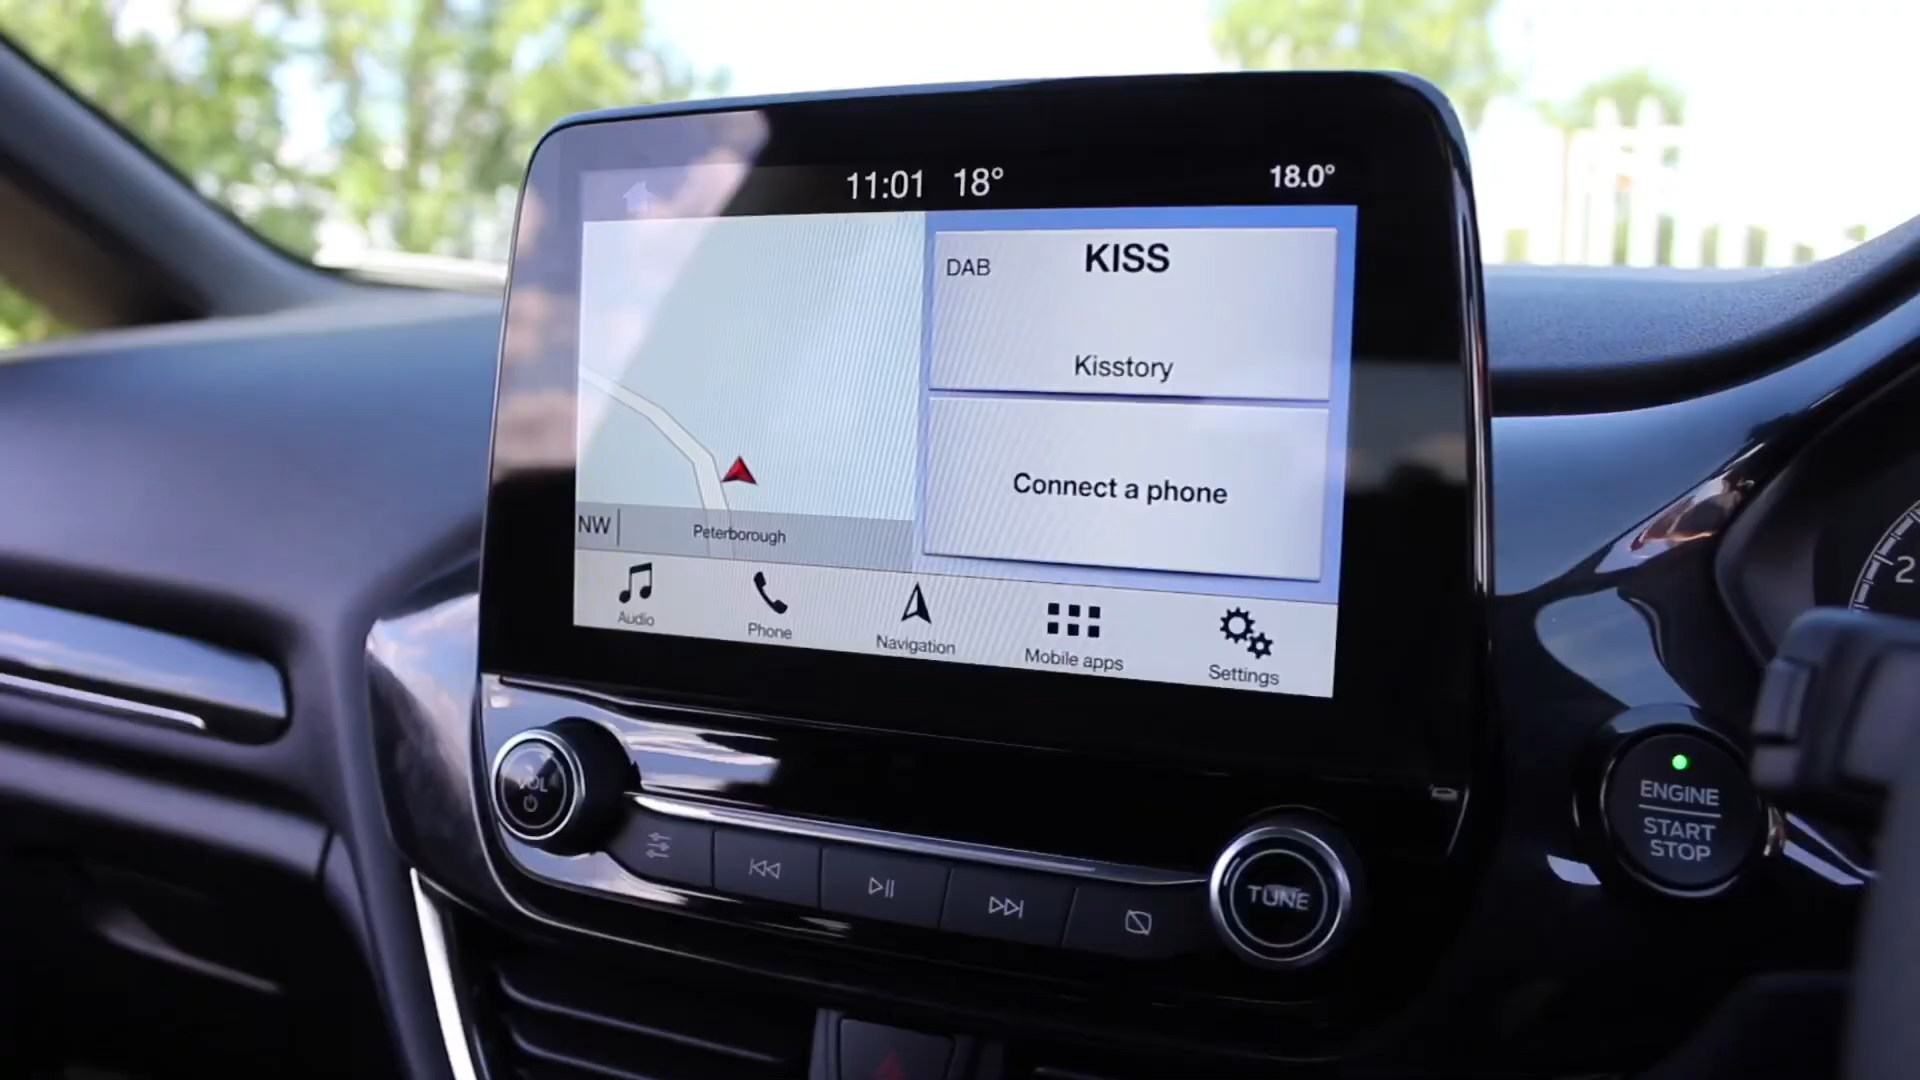 11:01 18° 18.0°
DAB KISS
Kisstory
Connect a phone
NW Peterborough
Audio
Phone
Navigation
Mobile apps
Settings
VOL
TUNE
ENGINE
START
STOP
2